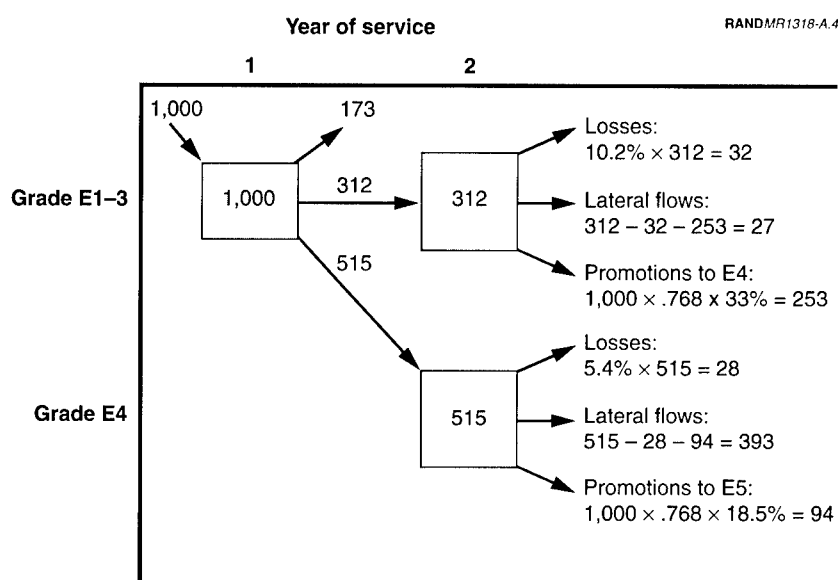 Year of service
RANDMR1318-A.4
1
2
1,000
173
Losses:
10.2% × 312 = 32
Grade E1–3
1,000
312
312
Lateral flows:
312 – 32 – 253 = 27
515
Promotions to E4:
1,000 × .768 x 33% = 253
Losses:
5.4% × 515 = 28
Grade E4
515
Lateral flows:
515 – 28 – 94 = 393
Promotions to E5:
1,000 × .768 × 18.5% = 94